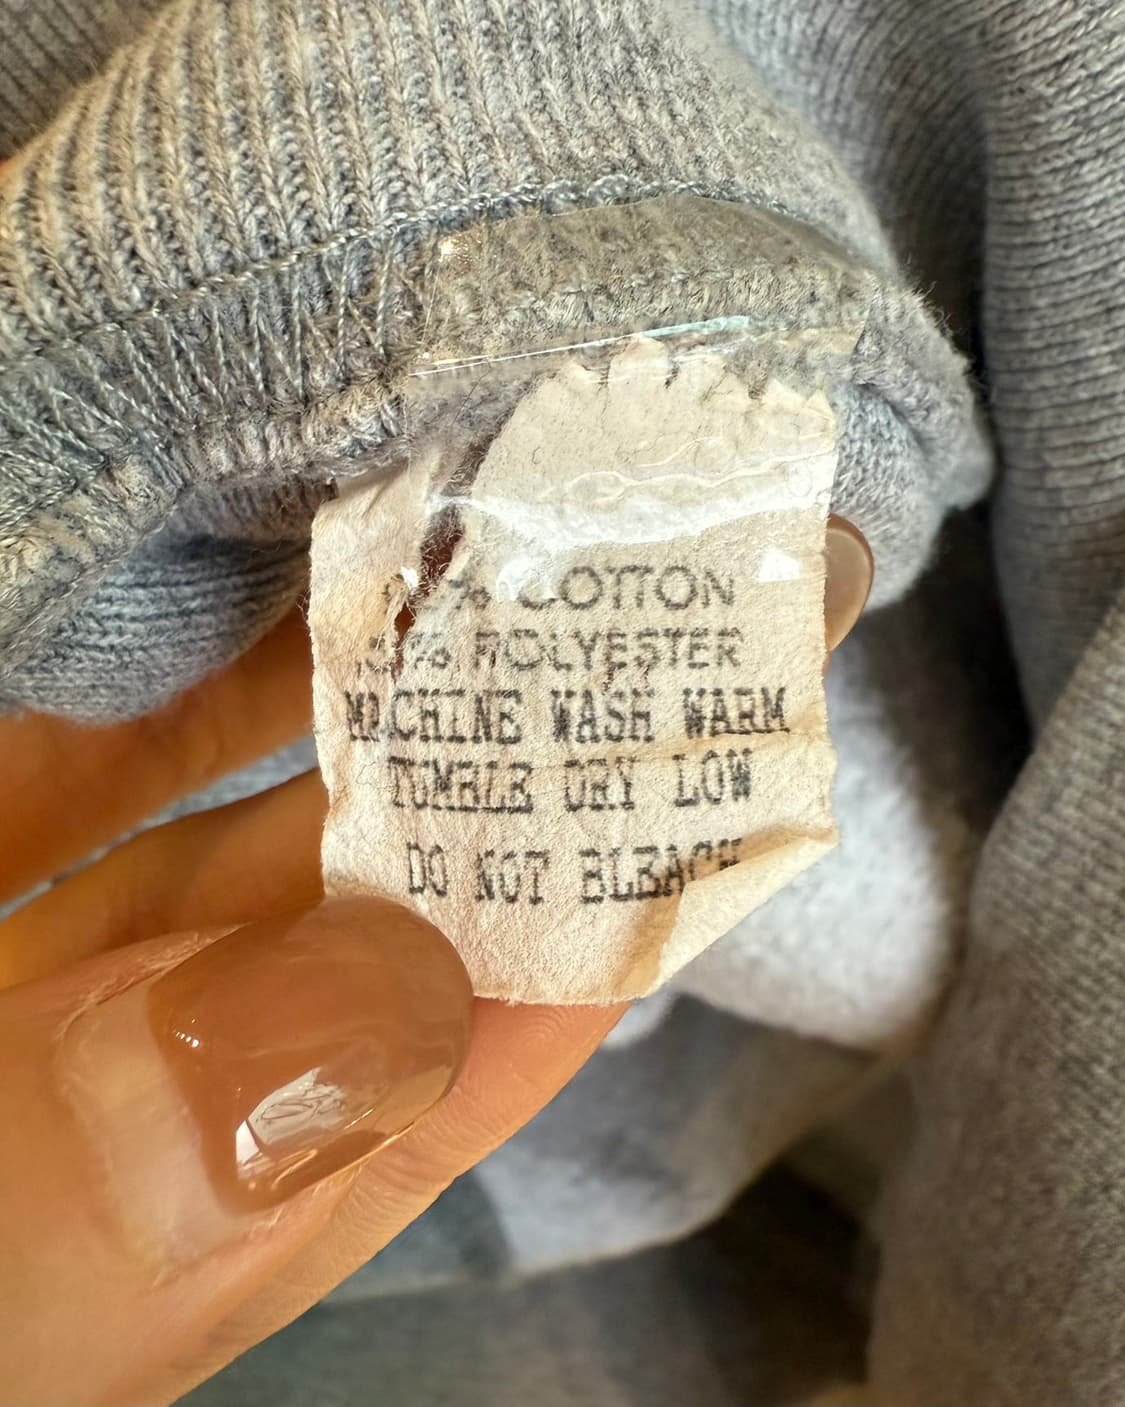 % COTTON
% POLYESTER
MACHINE WASH WARM
TUMBLE DRY LOW
DO NOT BLEACH